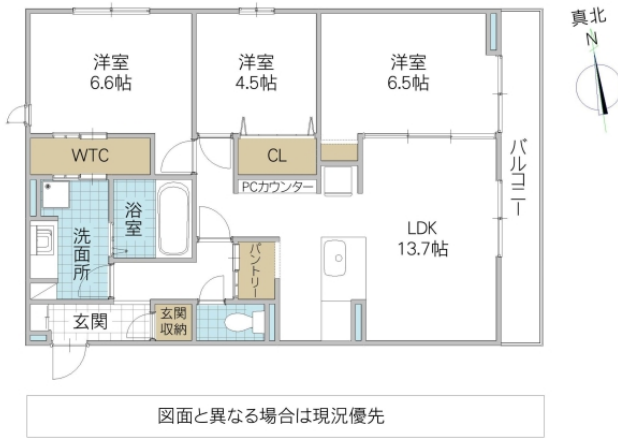 真北
N
洋室
6.6帖
洋室
4.5帖
洋室
6.5帖
バルコニー
WTC
CL
PCカウンター
浴室
洗面所
LDK
13.7帖
パントリー
玄関
玄関
収納
図面と異なる場合は現況優先